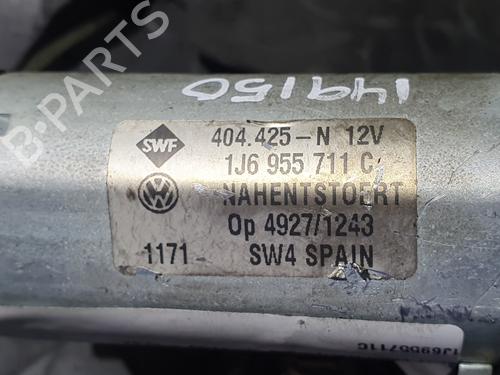 149150
SWF
404.425-N 12V
1J6 955 711 C
NAHENTSTOERT
Op 4927/1243
1171
SW4 SPAIN
1J6955711C
B-PARTS